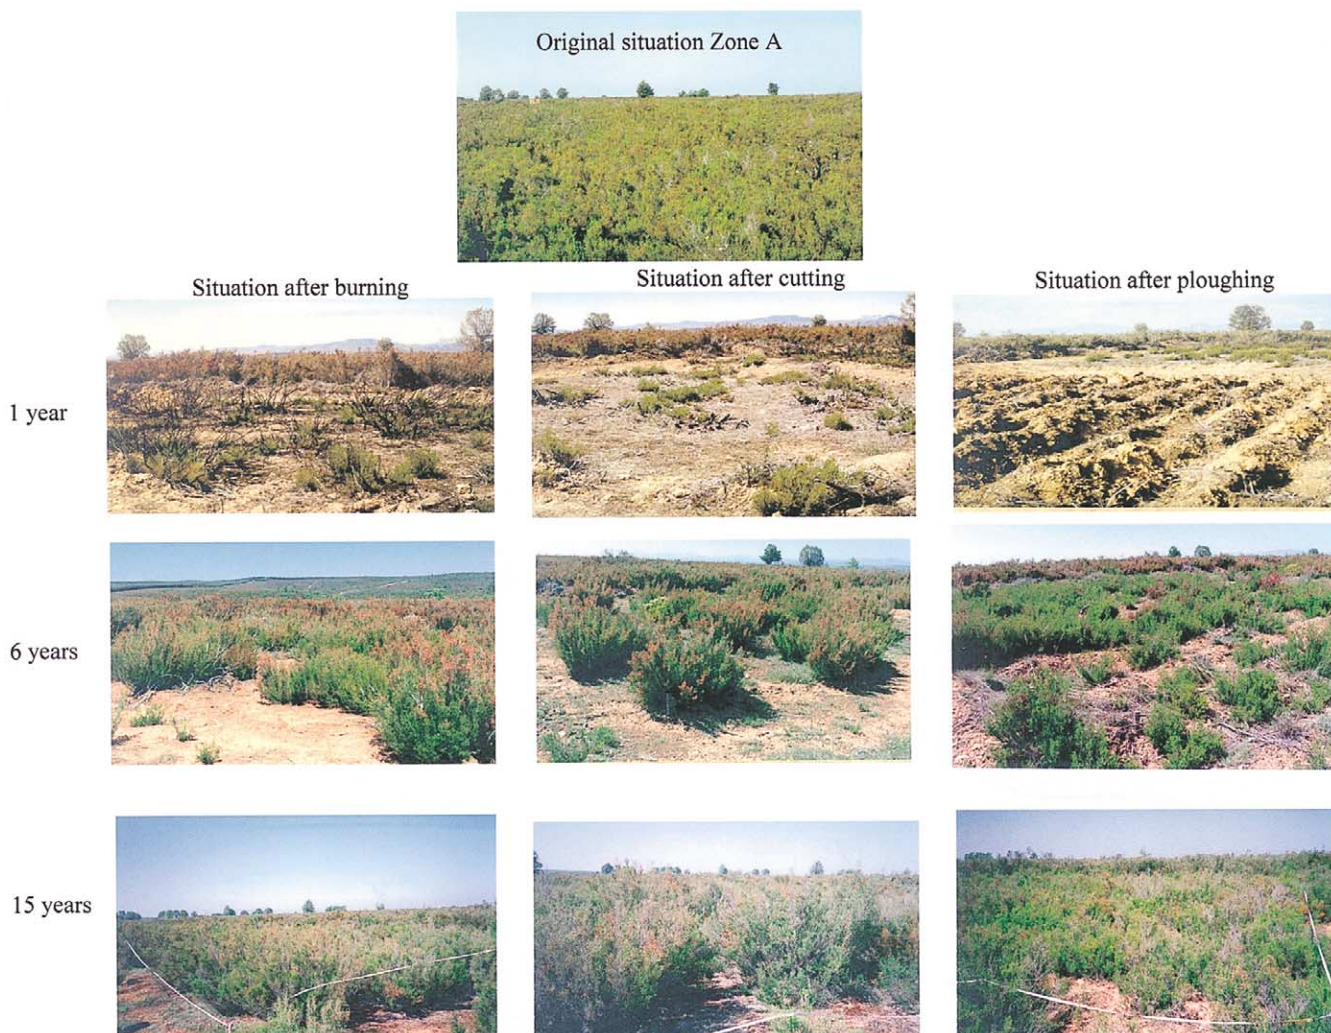 Original situation Zone A
Situation after burning
Situation after cutting
Situation after ploughing
1 year
6 years
15 years